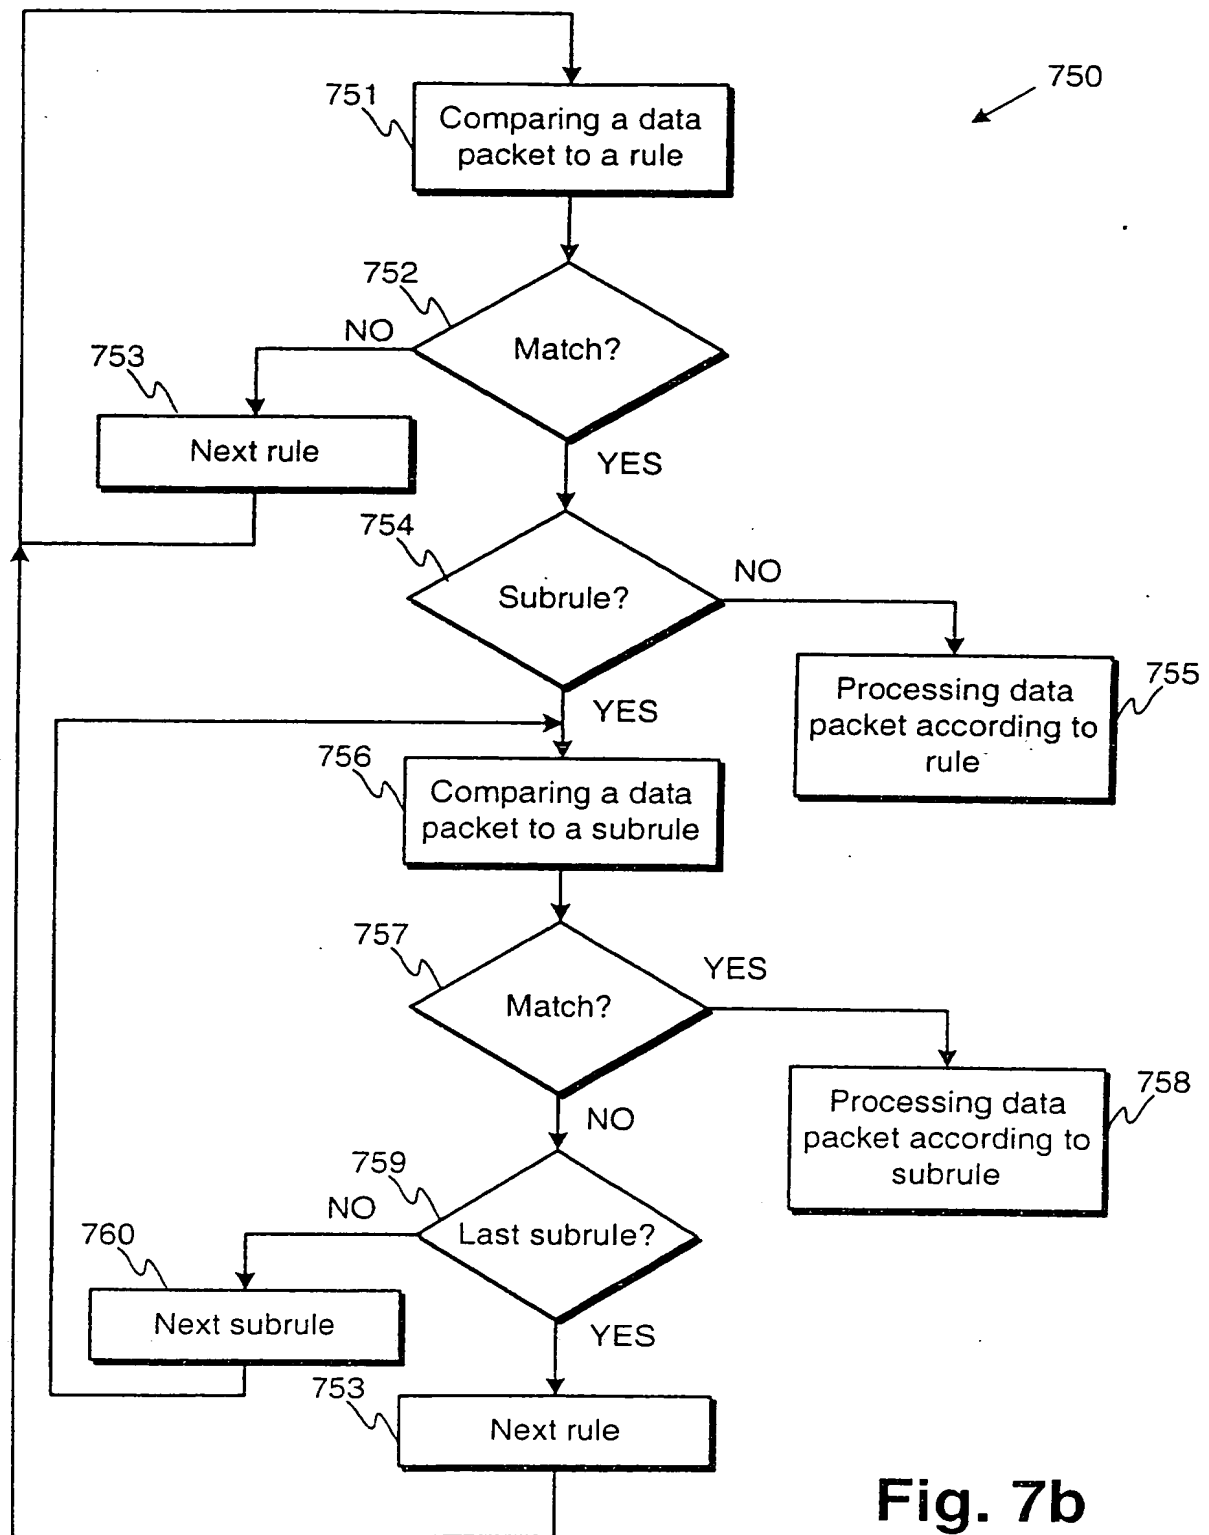 750
751
Comparing a data
packet to a rule
752
Match?
NO
753
Next rule
YES
754
Subrule?
NO
755
Processing data
packet according to
rule
YES
756
Comparing a data
packet to a subrule
757
Match?
YES
758
Processing data
packet according to
subrule
NO
759
Last subrule?
NO
760
Next subrule
YES
753
Next rule
Fig. 7b